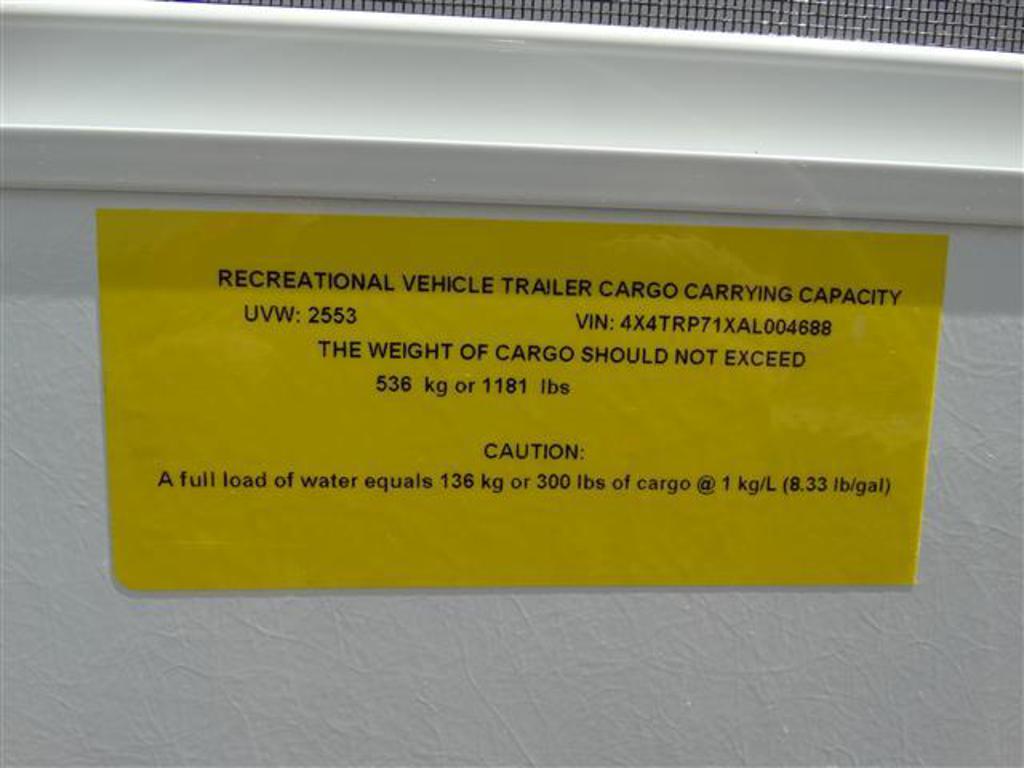 RECREATIONAL VEHICLE TRAILER CARGO CARRYING CAPACITY
UVW: 2553 VIN: 4X4TRP71XAL004688
THE WEIGHT OF CARGO SHOULD NOT EXCEED
536 kg or 1181 lbs
CAUTION:
A full load of water equals 136 kg or 300 lbs of cargo @ 1 kg/L (8.33 lb/gal)